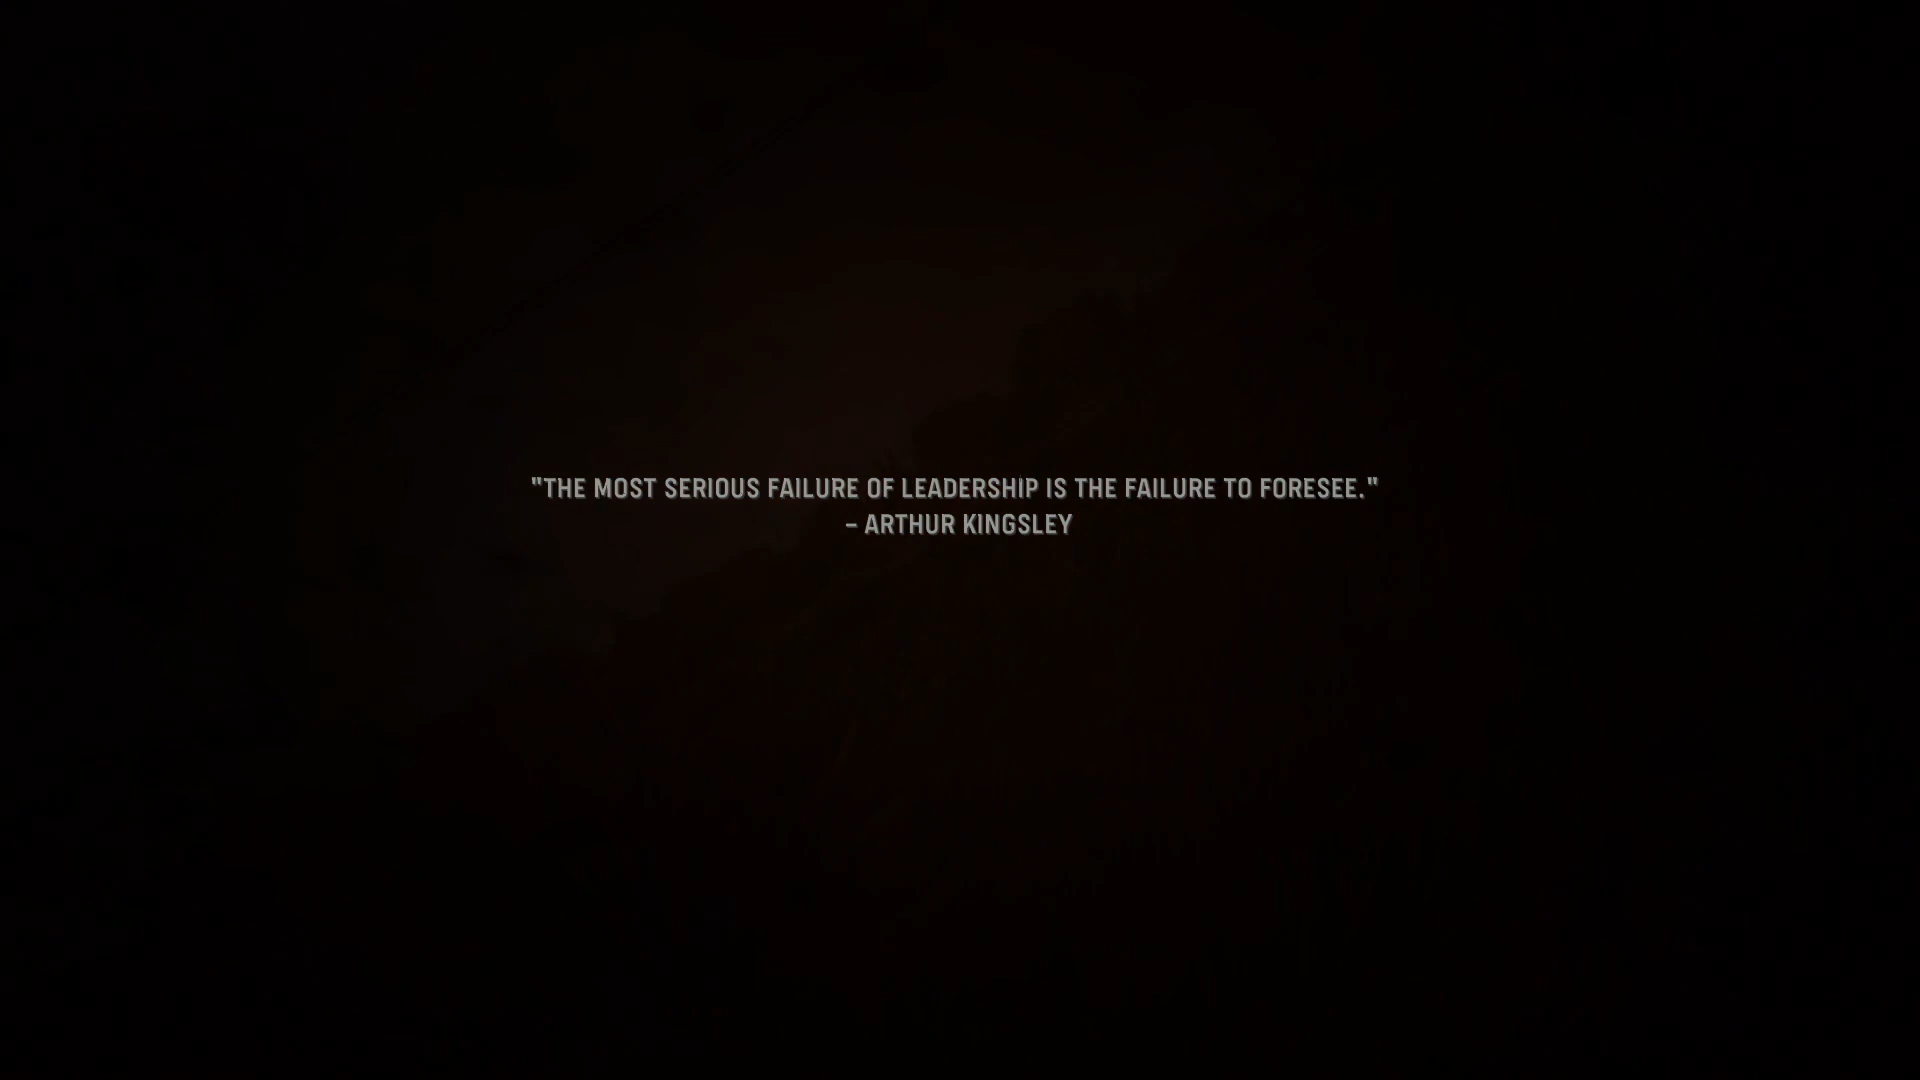 "THE MOST SERIOUS FAILURE OF LEADERSHIP IS THE FAILURE TO FORESEE."
– ARTHUR KINGSLEY